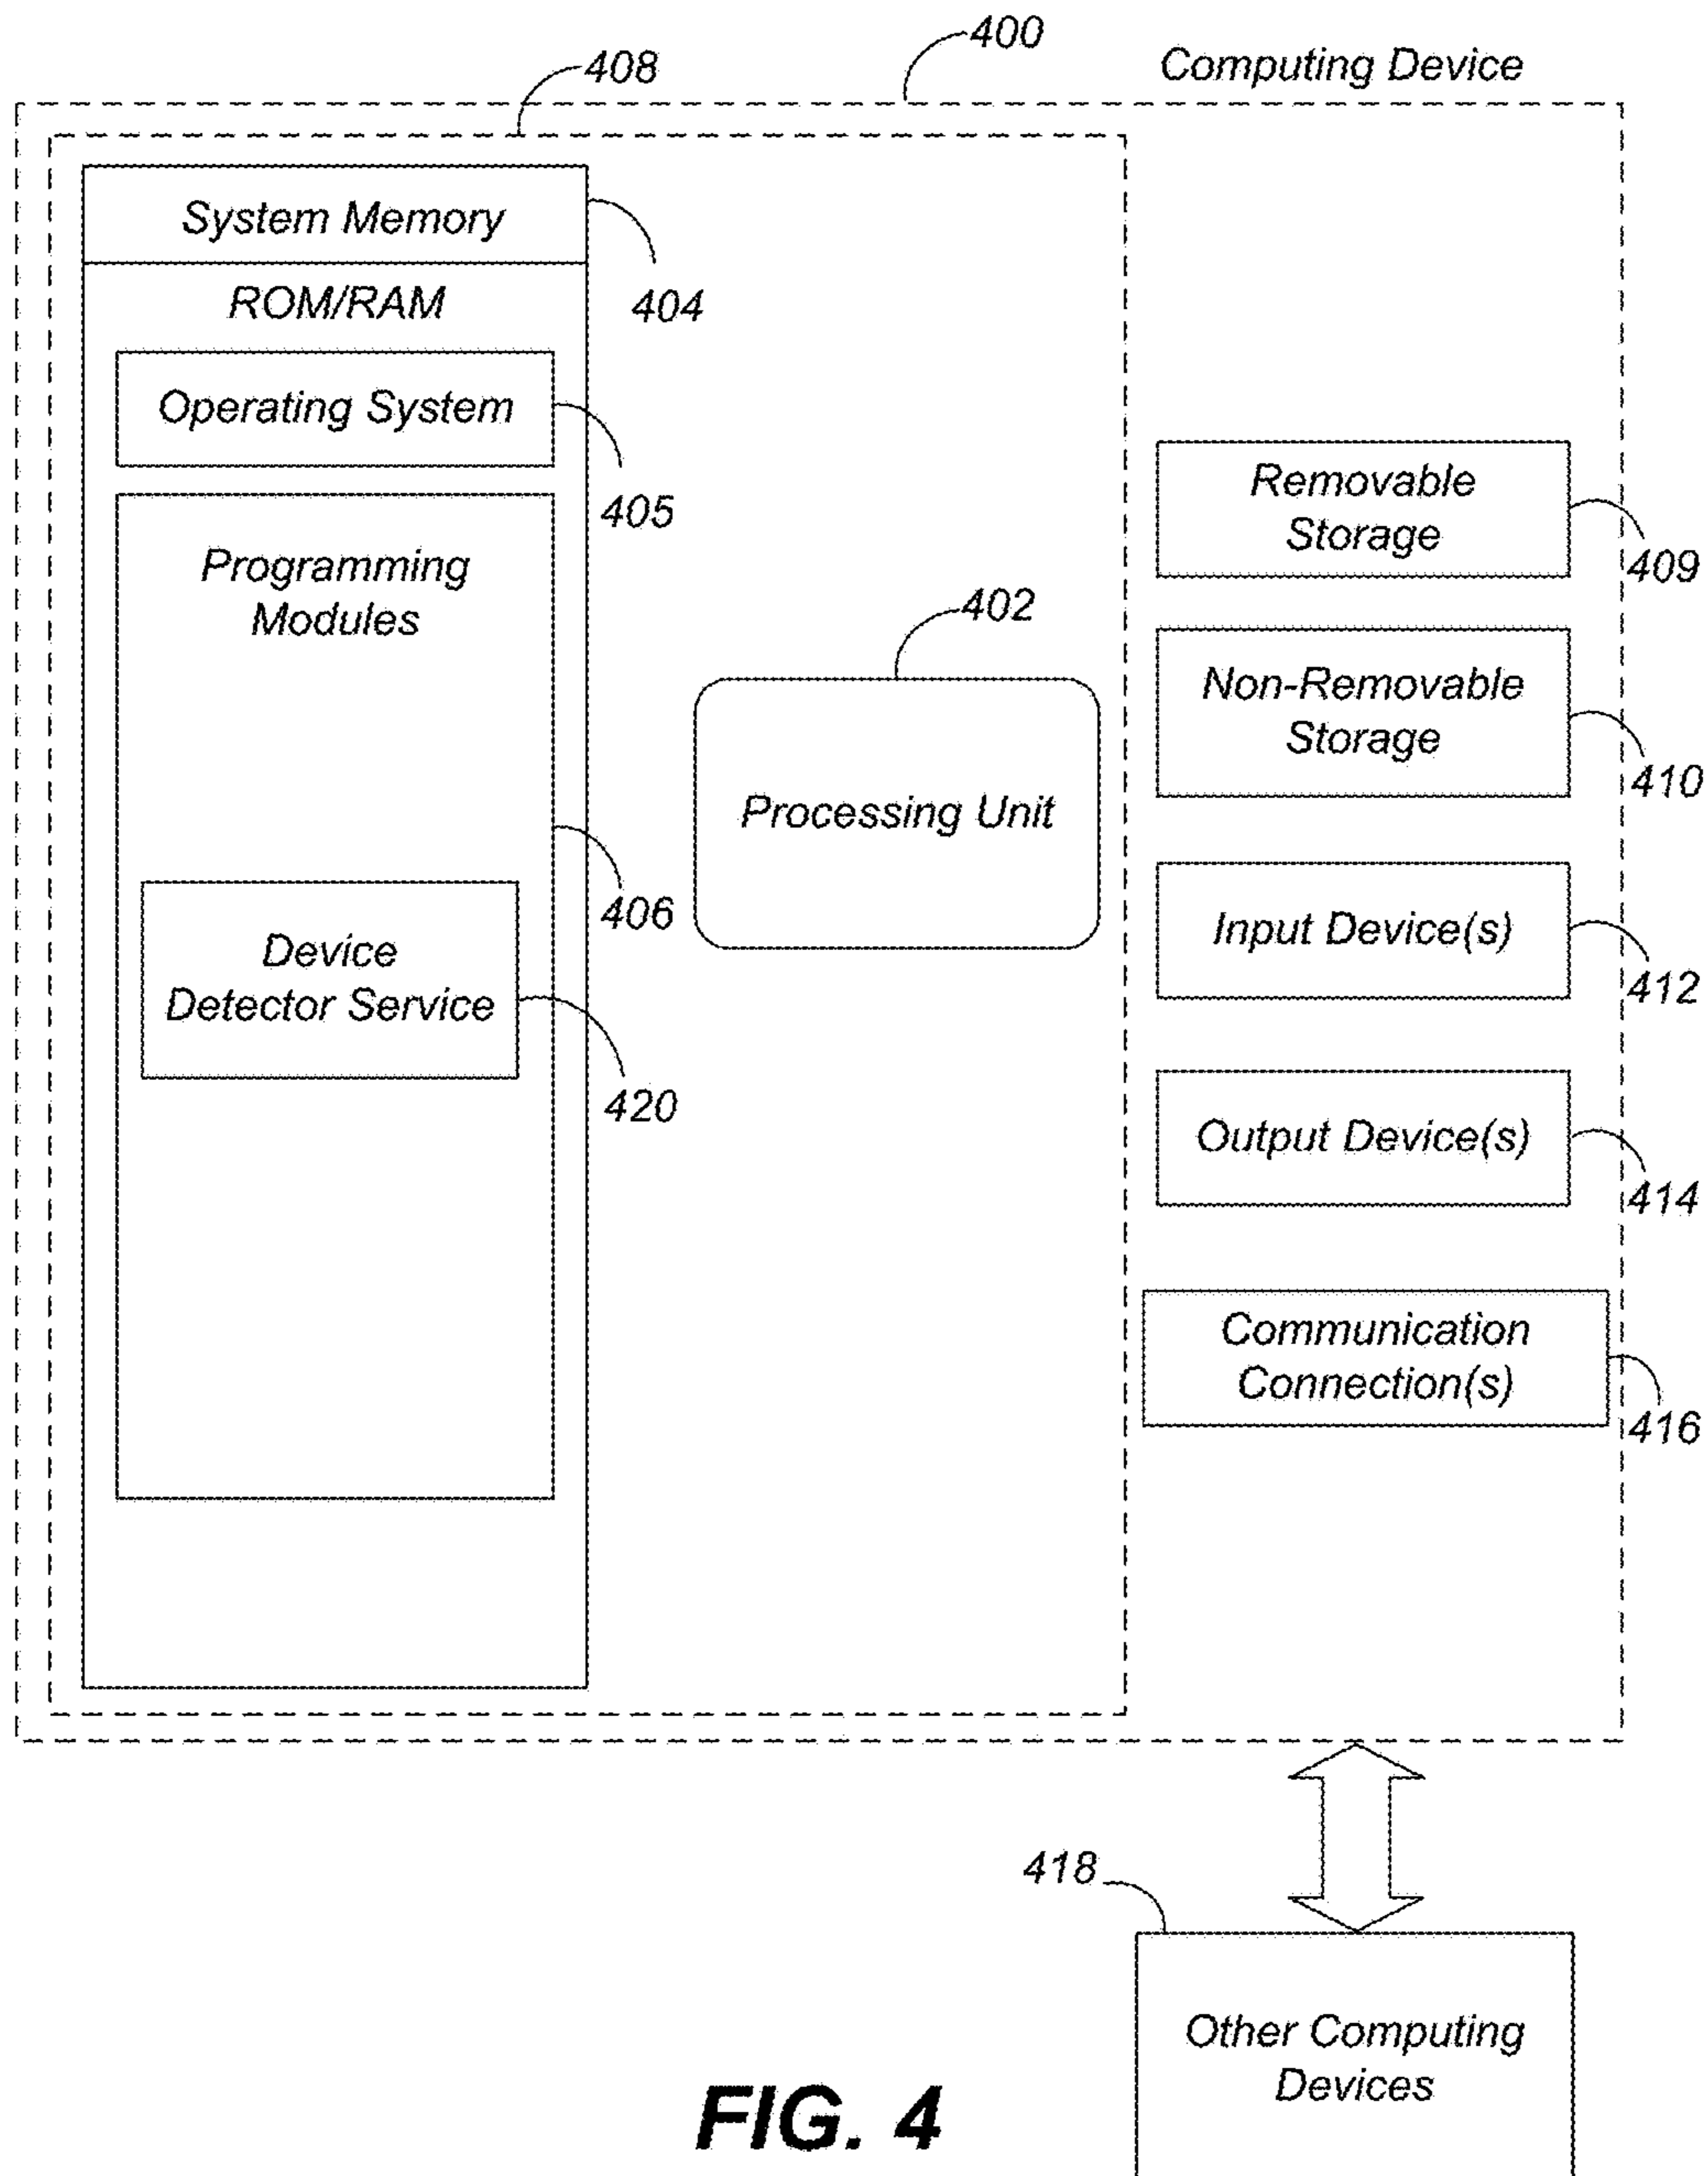 400
Computing Device
408
System Memory
404
ROM/RAM
Operating System
405
Programming
Modules
406
Device
Detector Service
420
402
Processing Unit
Removable
Storage
409
Non-Removable
Storage
410
Input Device(s)
412
Output Device(s)
414
Communication
Connection(s)
416
418
Other Computing
Devices
FIG. 4